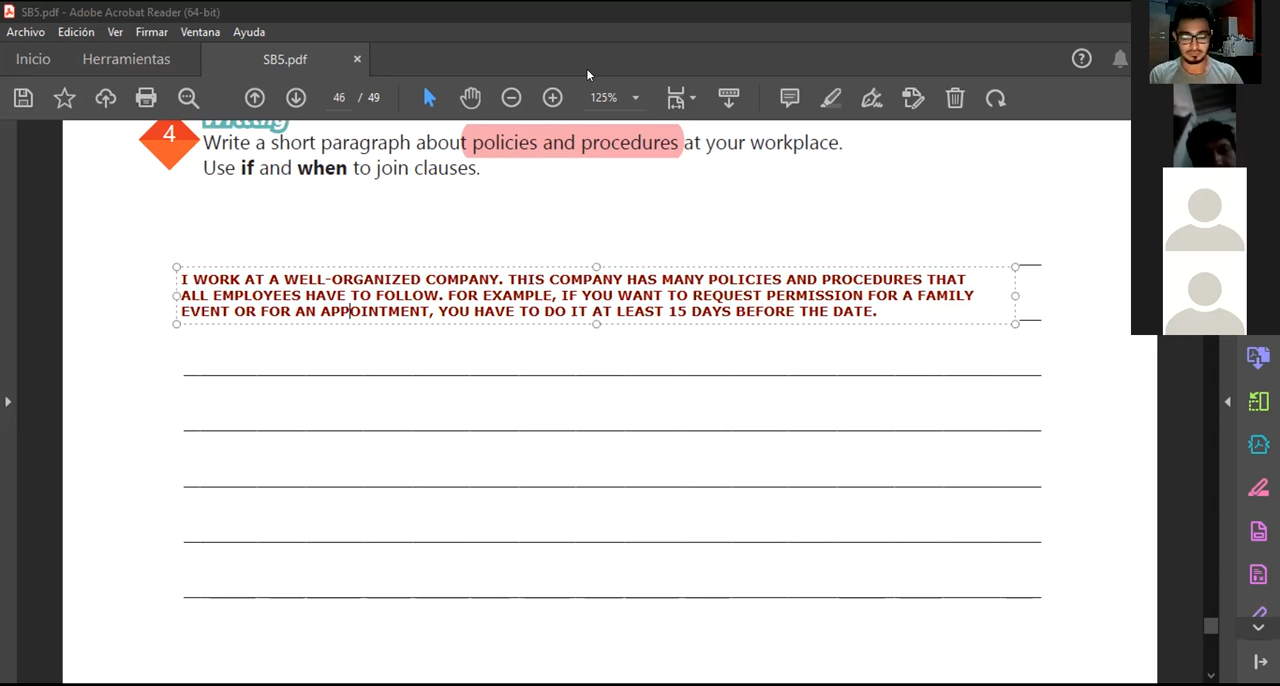 SB5.pdf - Adobe Acrobat Reader (64-bit)
Archivo Edición Ver Firmar Ventana Ayuda
Inicio Herramientas SB5.pdf ×
46 / 49 125%
4
Write a short paragraph about policies and procedures at your workplace.
Use if and when to join clauses.
I WORK AT A WELL-ORGANIZED COMPANY. THIS COMPANY HAS MANY POLICIES AND PROCEDURES THAT
ALL EMPLOYEES HAVE TO FOLLOW. FOR EXAMPLE, IF YOU WANT TO REQUEST PERMISSION FOR A FAMILY
EVENT OR FOR AN APPOINTMENT, YOU HAVE TO DO IT AT LEAST 15 DAYS BEFORE THE DATE.